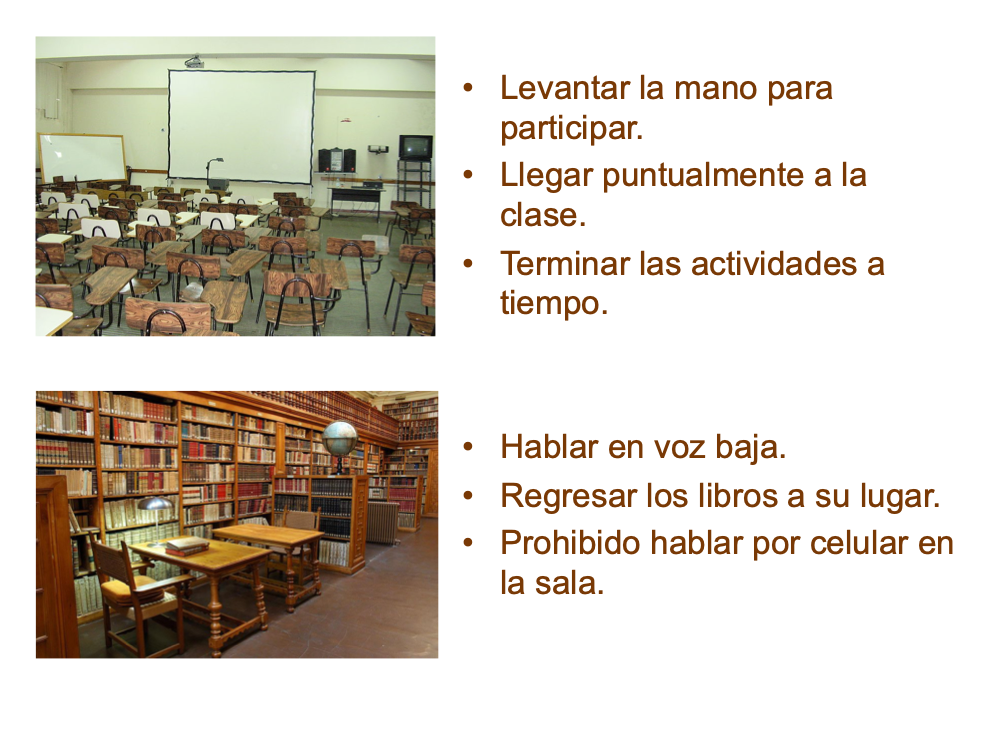 • Levantar la mano para
participar.
• Llegar puntualmente a la
clase.
• Terminar las actividades a
tiempo.
• Hablar en voz baja.
• Regresar los libros a su lugar.
• Prohibido hablar por celular en
la sala.